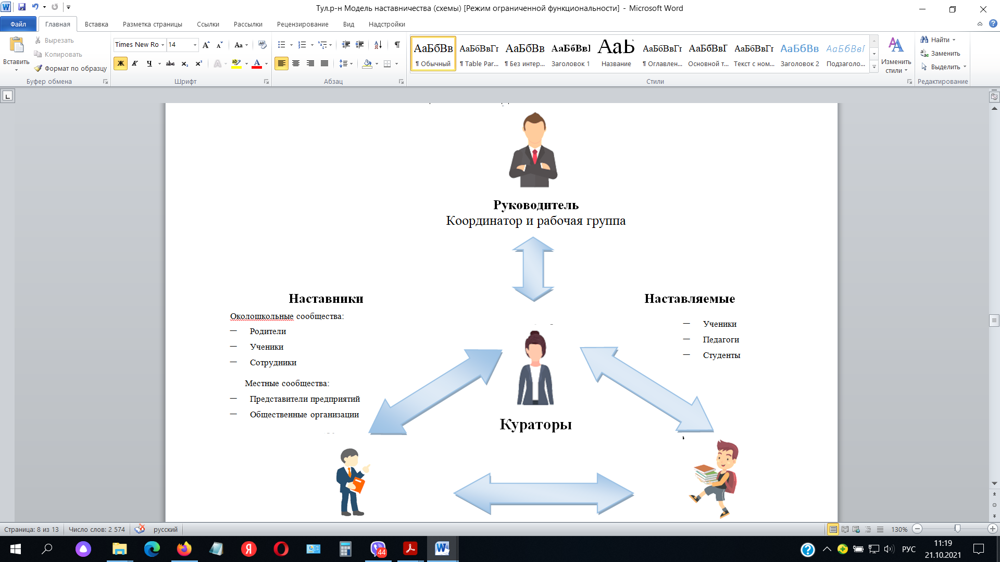 Тул.р-н Модель наставничества (схемы) [Режим ограниченной функциональности] - Microsoft Word
Файл Главная Вставка Разметка страницы Ссылки Рассылки Рецензирование Вид Надстройки
Вставить
Вырезать
Копировать
Формат по образцу
Буфер обмена
Times New Ro 14
Ж К Ч abc x₂ x²
Шрифт
Абзац
АаБбВв АаБбВвГг АаБбВв АаБбВвІ АаБ АаБбВвГг АаБбВвГ АаБбВвГг АаБбВв АаБбВвГ
¶ Обычный ¶ Table Par... ¶ Без интер... Заголовок 1 Название ¶ Оглавлен... Основной т... Текст с ном... Заголовок 2 Подзаголо...
Стили
Изменить стили
Найти
Заменить
Выделить
Редактирование
Руководитель
Координатор и рабочая группа
Наставники
Околошкольные сообщества:
— Родители
— Ученики
— Сотрудники
Местные сообщества:
— Представители предприятий
— Общественные организации
Наставляемые
— Ученики
— Педагоги
— Студенты
Кураторы
Страница: 8 из 13 Число слов: 2 574 русский 130%
44
РУС
11:19
21.10.2021